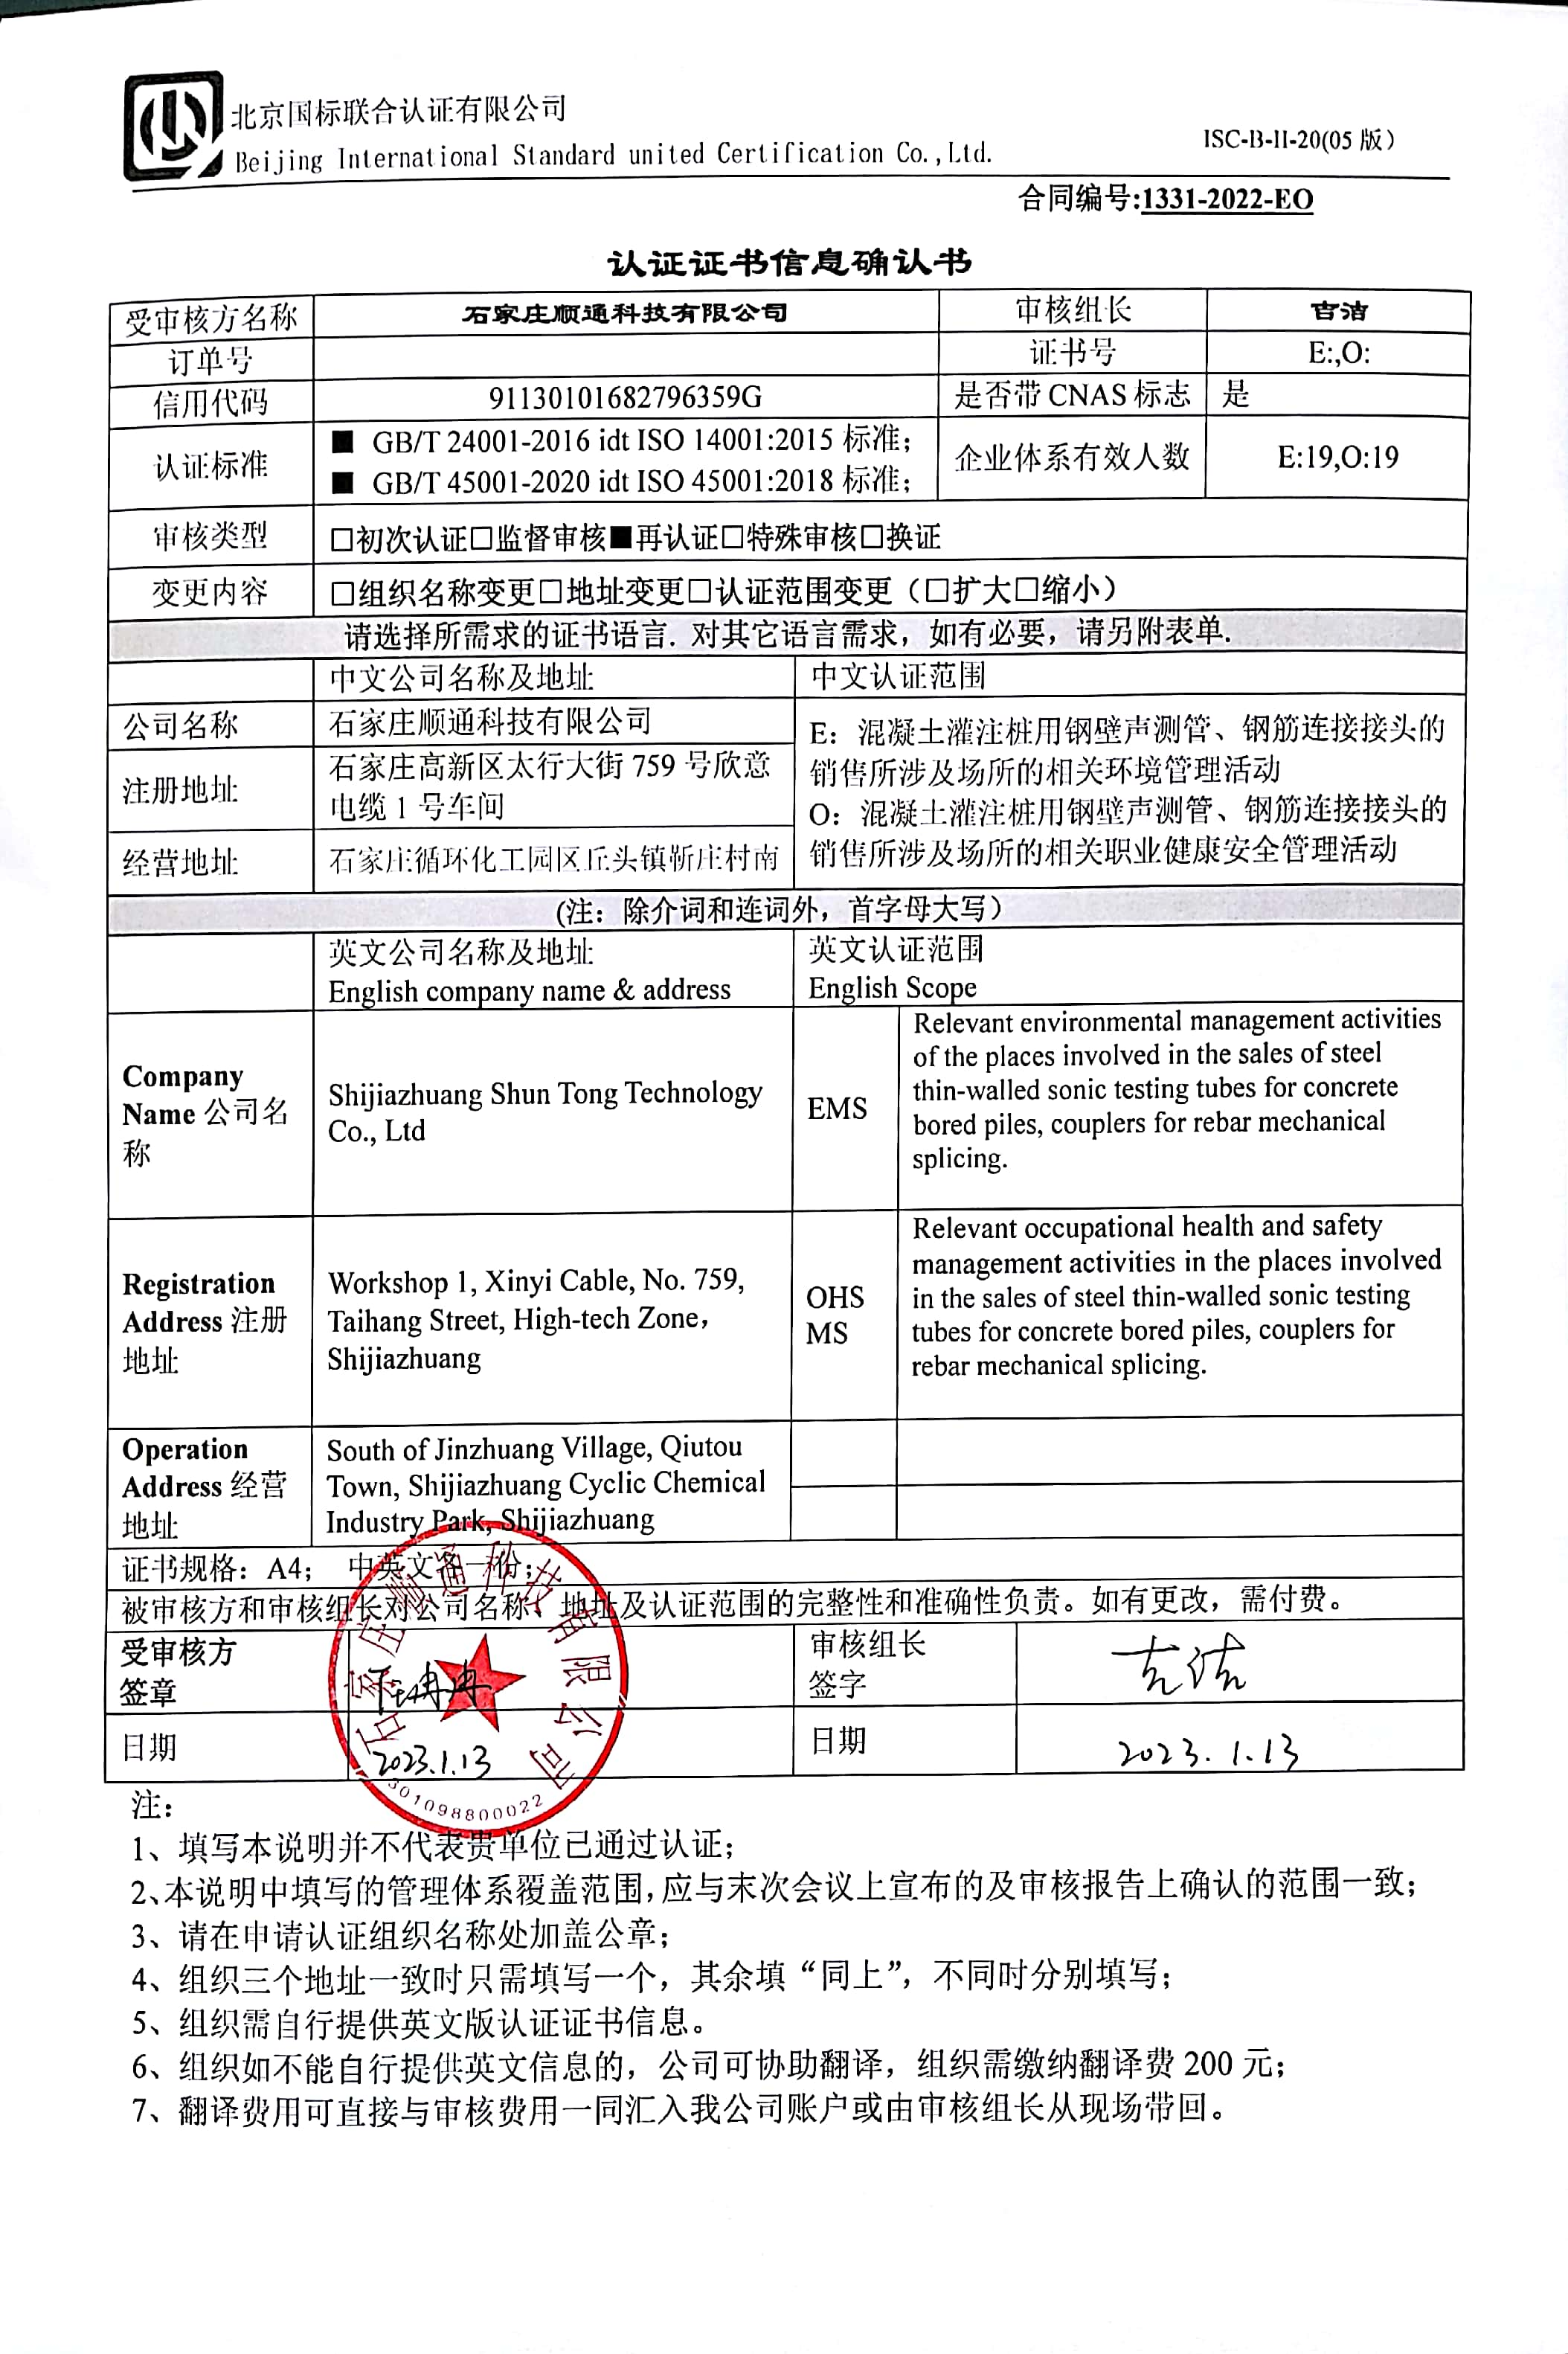 北京国标联合认证有限公司
Beijing International Standard united Certification Co.,Ltd.
ISC-B-II-20(05 版)
合同编号:1331-2022-EO
认证证书信息确认书
受审核方名称 石家庄顺通科技有限公司 审核组长 吉洁
订单号 证书号 E:,O:
信用代码 91130101682796359G 是否带 CNAS 标志 是
认证标准 ■ GB/T 24001-2016 idt ISO 14001:2015 标准；
■ GB/T 45001-2020 idt ISO 45001:2018 标准；
企业体系有效人数 E:19,O:19
审核类型 □初次认证□监督审核■再认证□特殊审核□换证
变更内容 □组织名称变更□地址变更□认证范围变更（□扩大□缩小）
请选择所需求的证书语言. 对其它语言需求，如有必要，请另附表单.
中文公司名称及地址 中文认证范围
公司名称 石家庄顺通科技有限公司
注册地址 石家庄高新区太行大街 759 号欣意
电缆 1 号车间
经营地址 石家庄循环化工园区丘头镇靳庄村南
E：混凝土灌注桩用钢壁声测管、钢筋连接接头的
销售所涉及场所的相关环境管理活动
O：混凝土灌注桩用钢壁声测管、钢筋连接接头的
销售所涉及场所的相关职业健康安全管理活动
(注：除介词和连词外，首字母大写）
英文公司名称及地址
English company name & address
英文认证范围
English Scope
Company
Name 公司名
称
Shijiazhuang Shun Tong Technology
Co., Ltd
EMS
Relevant environmental management activities
of the places involved in the sales of steel
thin-walled sonic testing tubes for concrete
bored piles, couplers for rebar mechanical
splicing.
Registration
Address 注册
地址
Workshop 1, Xinyi Cable, No. 759,
Taihang Street, High-tech Zone，
Shijiazhuang
OHS
MS
Relevant occupational health and safety
management activities in the places involved
in the sales of steel thin-walled sonic testing
tubes for concrete bored piles, couplers for
rebar mechanical splicing.
Operation
Address 经营
地址
South of Jinzhuang Village, Qiutou
Town, Shijiazhuang Cyclic Chemical
Industry Park, Shijiazhuang
证书规格：A4； 中英文各一份；
被审核方和审核组长对公司名称、地址及认证范围的完整性和准确性负责。如有更改，需付费。
受审核方
签章
审核组长
签字
吉洁
日期 2023.1.13 日期 2023.1.13
石家庄顺通科技有限公司
301098800022
注：
1、填写本说明并不代表贵单位已通过认证；
2、本说明中填写的管理体系覆盖范围，应与末次会议上宣布的及审核报告上确认的范围一致；
3、请在申请认证组织名称处加盖公章；
4、组织三个地址一致时只需填写一个，其余填“同上”，不同时分别填写；
5、组织需自行提供英文版认证证书信息。
6、组织如不能自行提供英文信息的，公司可协助翻译，组织需缴纳翻译费 200 元；
7、翻译费用可直接与审核费用一同汇入我公司账户或由审核组长从现场带回。